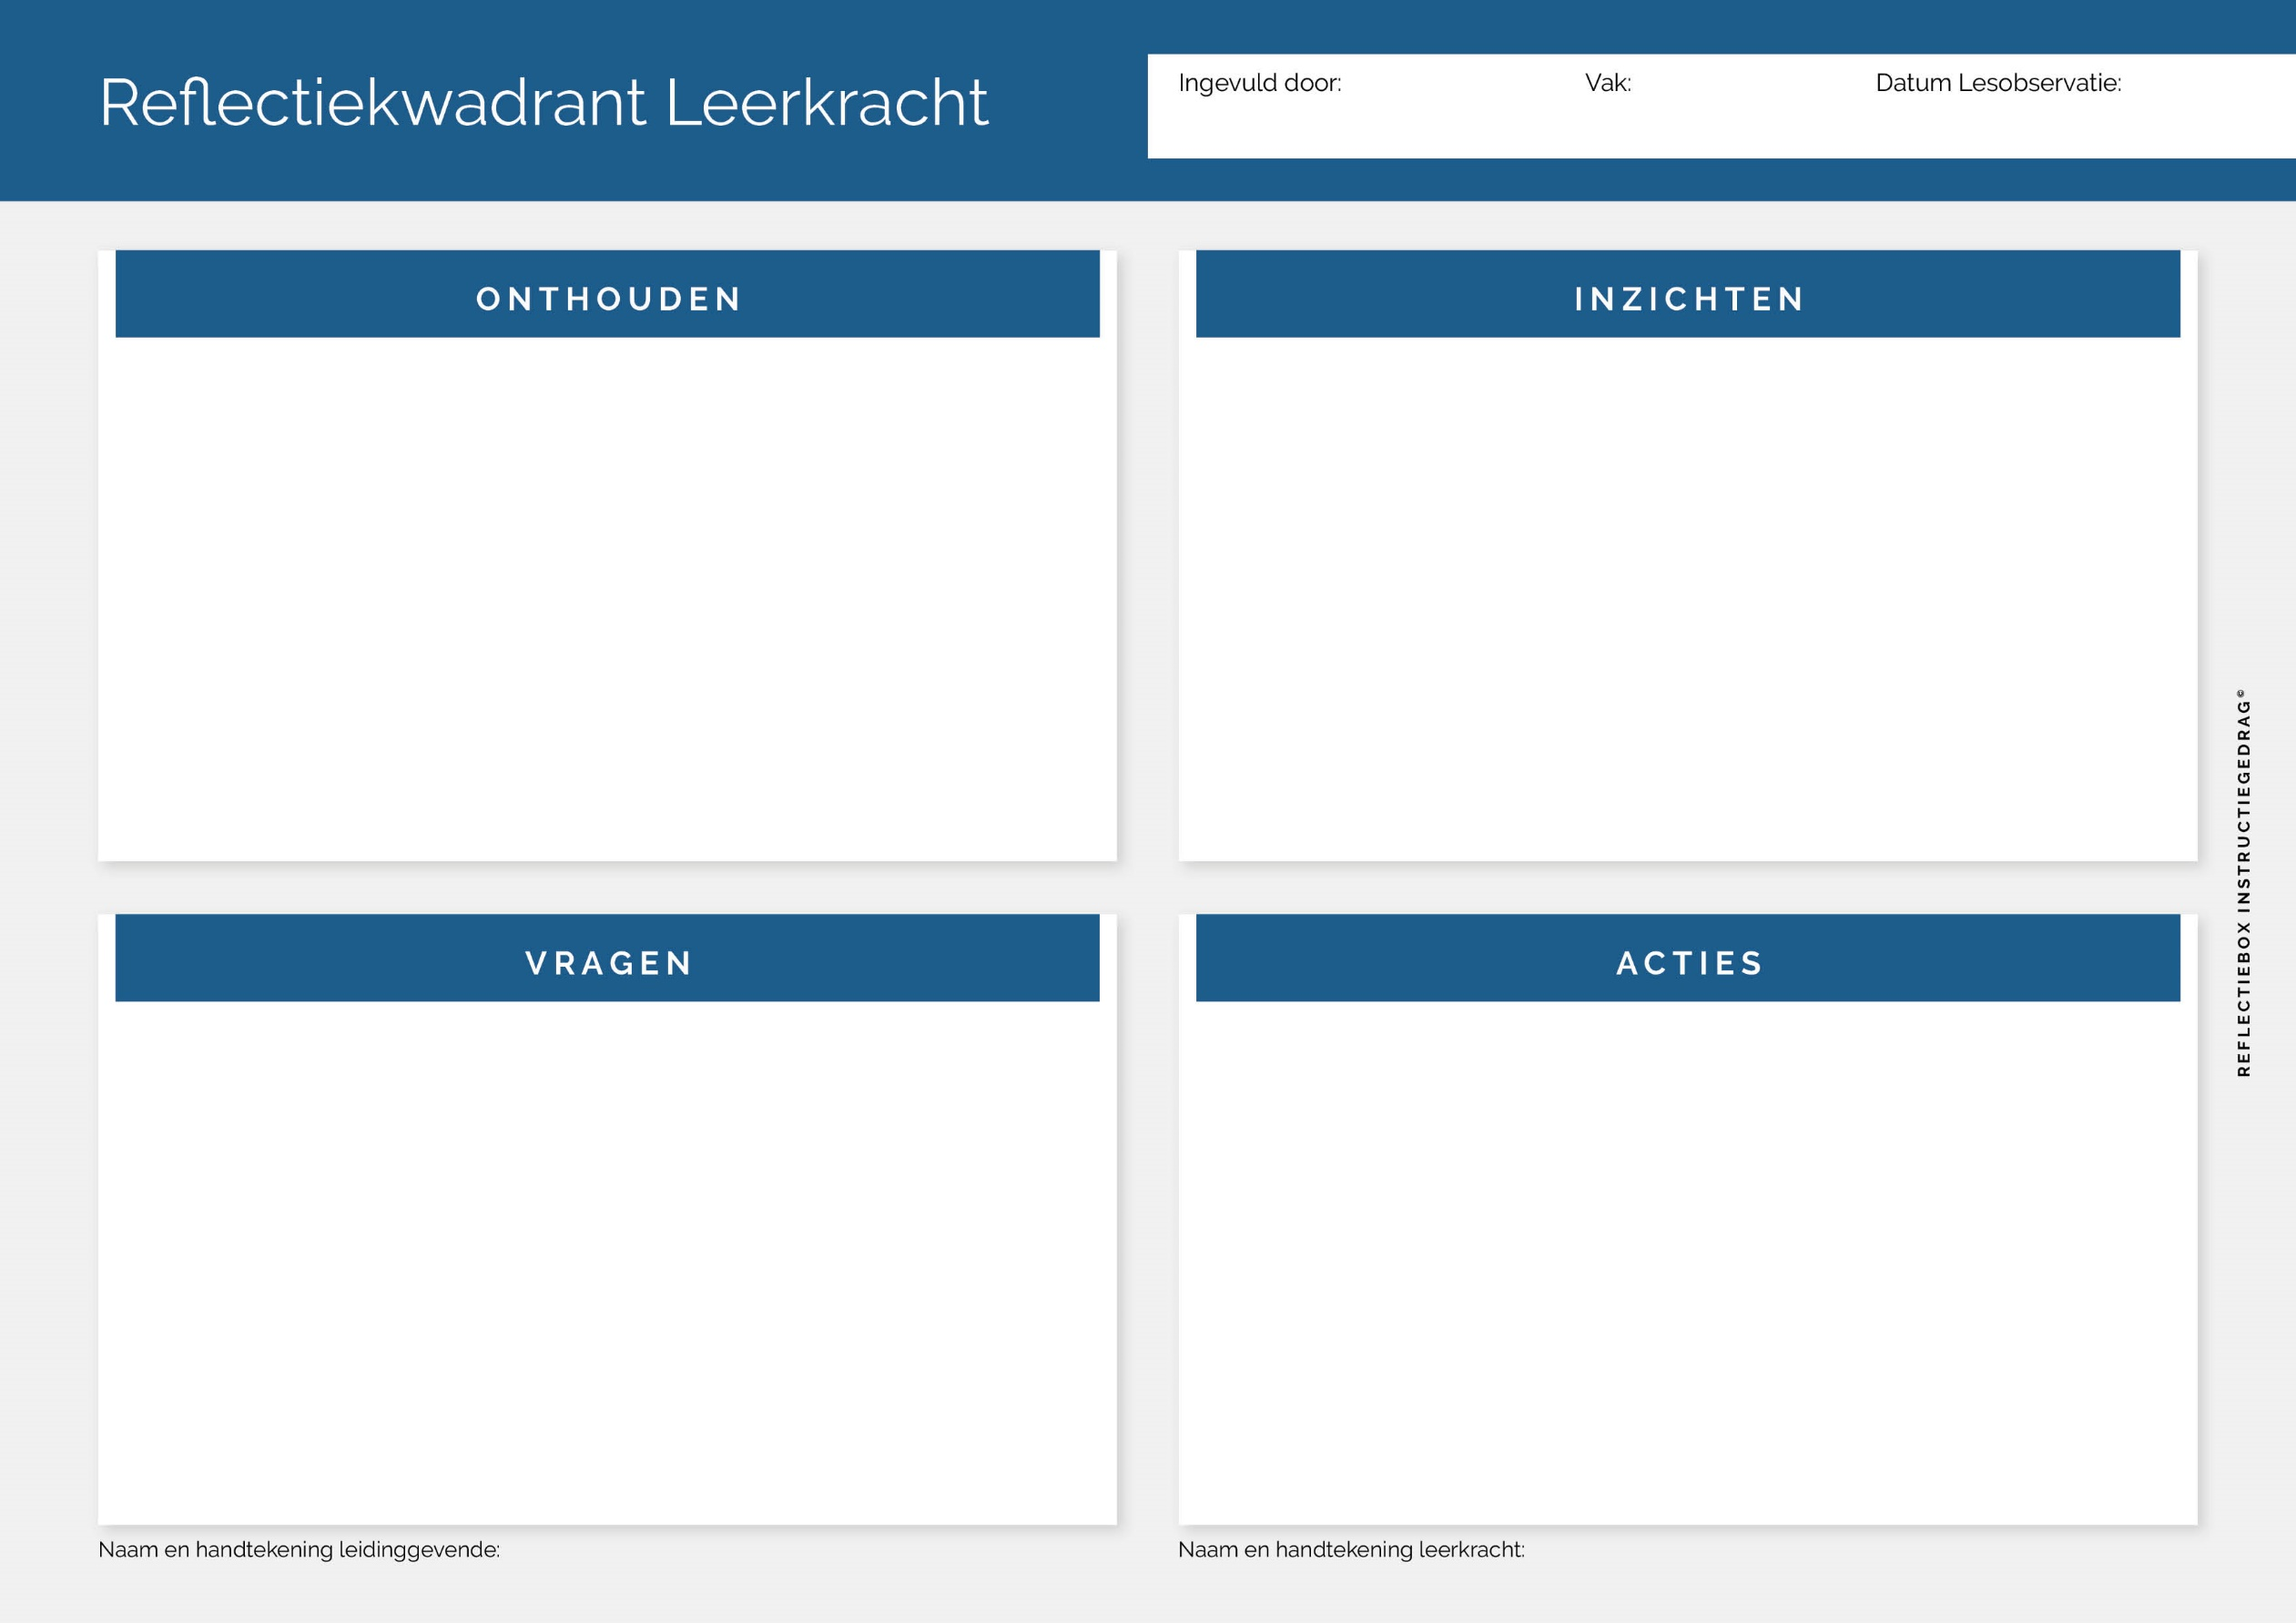 Reflectiekwadrant Leerkracht
Ingevuld door:
Vak:
Datum Lesobservatie:
ONTHOUDEN
INZICHTEN
VRAGEN
ACTIES
Naam en handtekening leidinggevende:
Naam en handtekening leerkracht:
REFLECTIEBOX INSTRUCTIEGEDRAG©